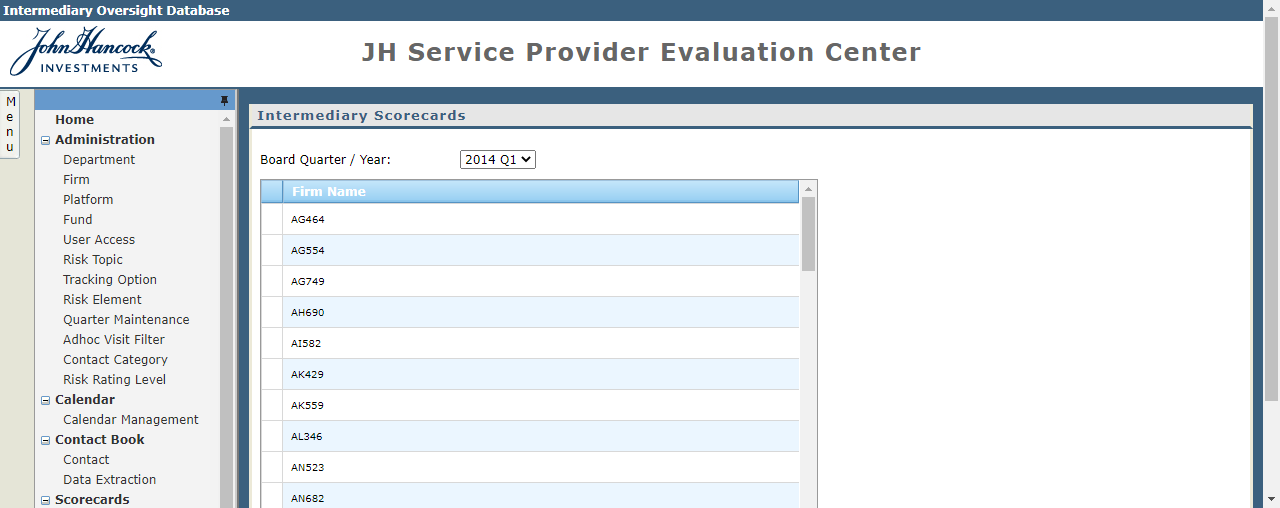 Intermediary Oversight Database
John Hancock
INVESTMENTS
JH Service Provider Evaluation Center
Menu
Home
Administration
Department
Firm
Platform
Fund
User Access
Risk Topic
Tracking Option
Risk Element
Quarter Maintenance
Adhoc Visit Filter
Contact Category
Risk Rating Level
Calendar
Calendar Management
Contact Book
Contact
Data Extraction
Scorecards
Intermediary Scorecards
Board Quarter / Year: 2014 Q1
Firm Name
AG464
AG554
AG749
AH690
AI582
AK429
AK559
AL346
AN523
AN682